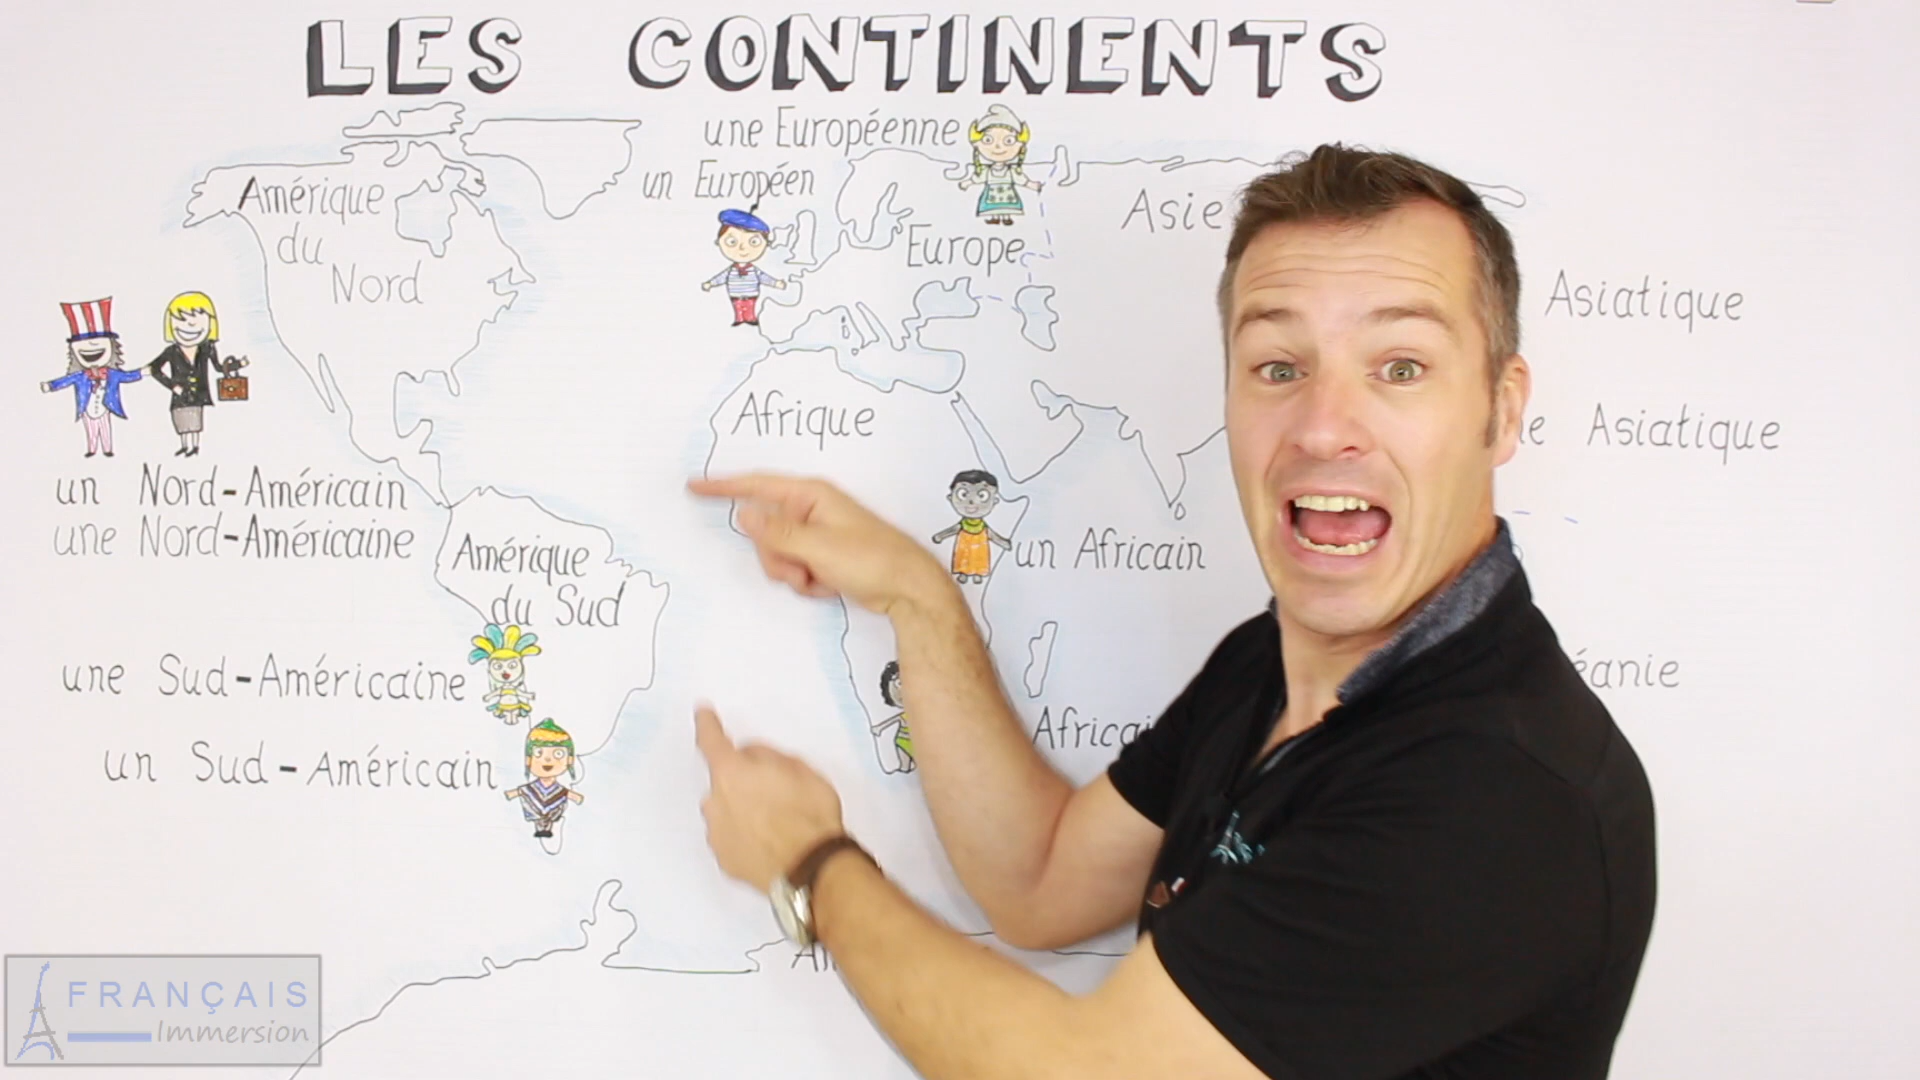 LES CONTINENTS
une Européenne
un Européen
Amérique
du
Nord
Europe
Asie
Asiatique
Asiatique
Afrique
un Nord-Américain
une Nord-Américaine
Amérique
du Sud
un Africain
une Sud-Américaine
un Sud-Américain
FRANÇAIS
Immersion